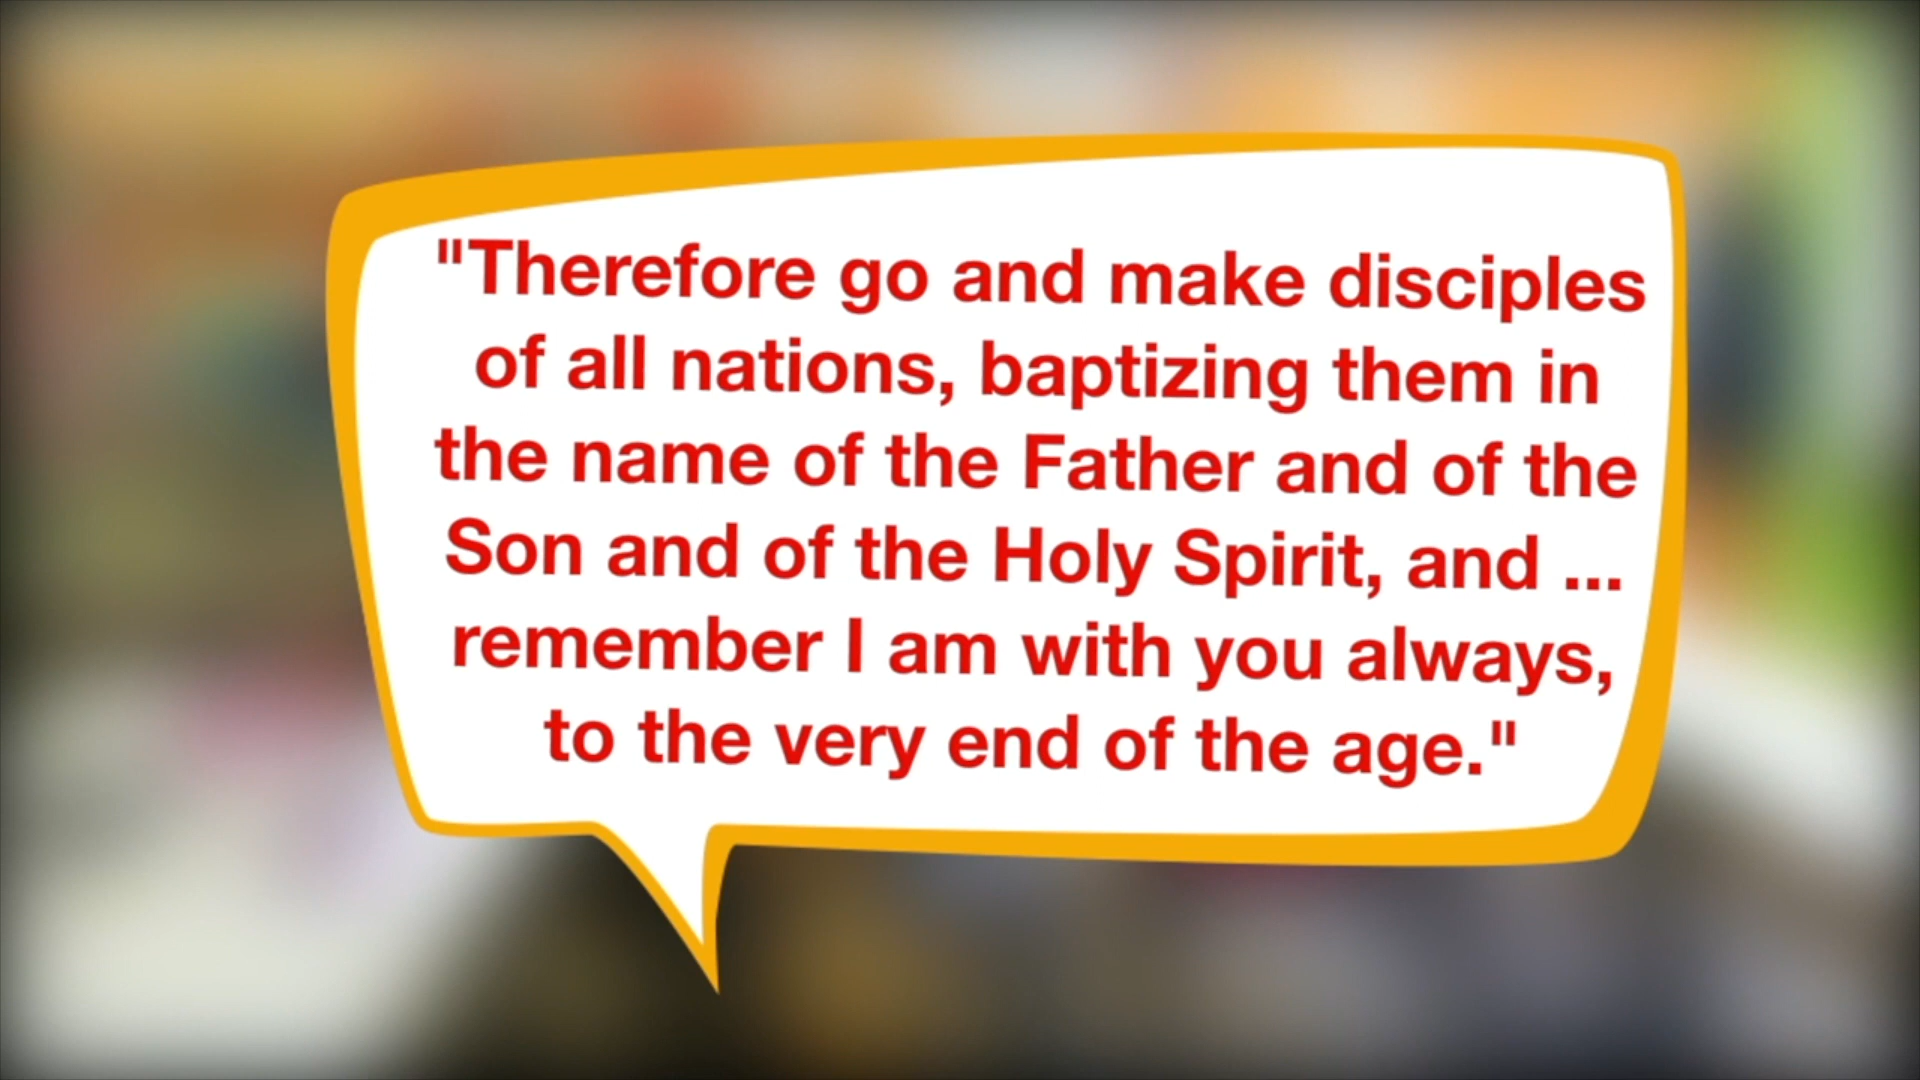 "Therefore go and make disciples
of all nations, baptizing them in
the name of the Father and of the
Son and of the Holy Spirit, and ...
remember I am with you always,
to the very end of the age."